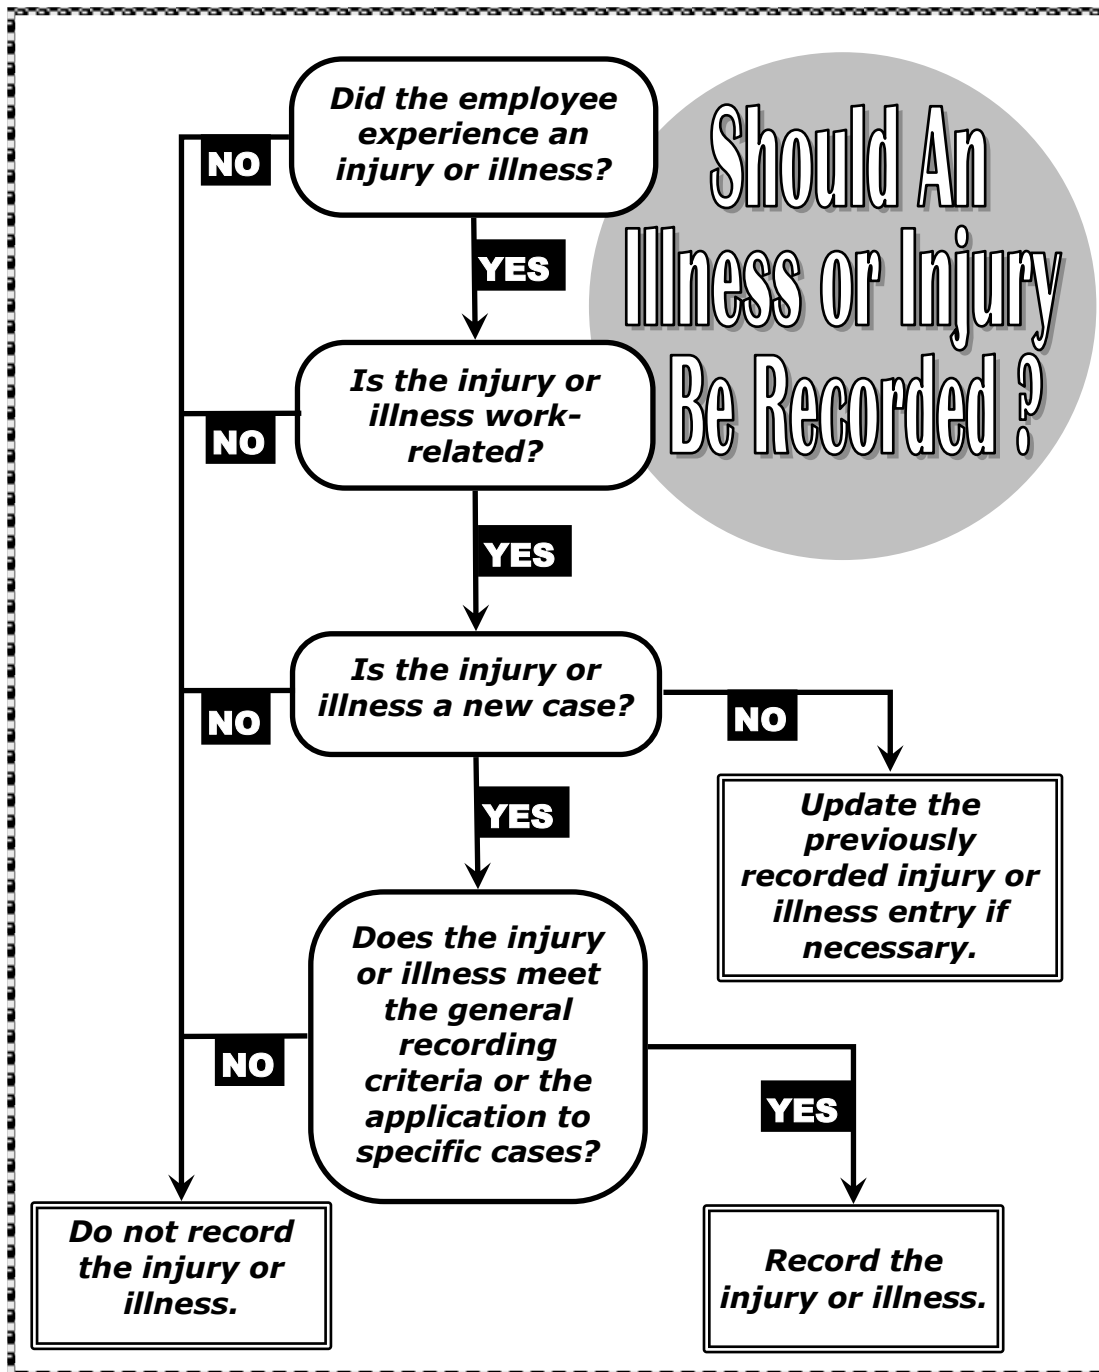 Should An
Illness or Injury
Be Recorded ?
Did the employee
experience an
injury or illness?
NO
YES
Is the injury or
illness work-
related?
NO
YES
Is the injury or
illness a new case?
NO
NO
YES
Update the
previously
recorded injury or
illness entry if
necessary.
Does the injury
or illness meet
the general
recording
criteria or the
application to
specific cases?
NO
YES
Do not record
the injury or
illness.
Record the
injury or illness.